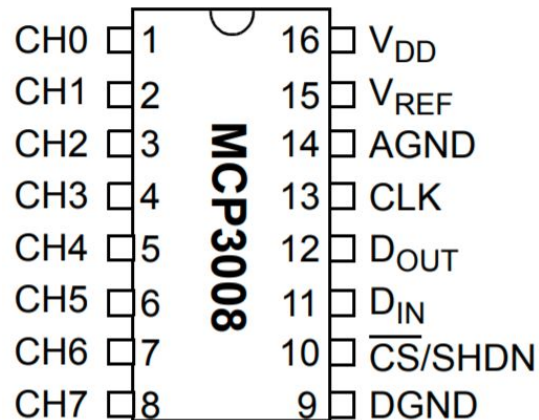 CH0 1 16 VDD
CH1 2 15 VREF
CH2 3 14 AGND
CH3 4 13 CLK
CH4 5 12 DOUT
CH5 6 11 DIN
CH6 7 10 CS/SHDN
CH7 8 9 DGND
MCP3008